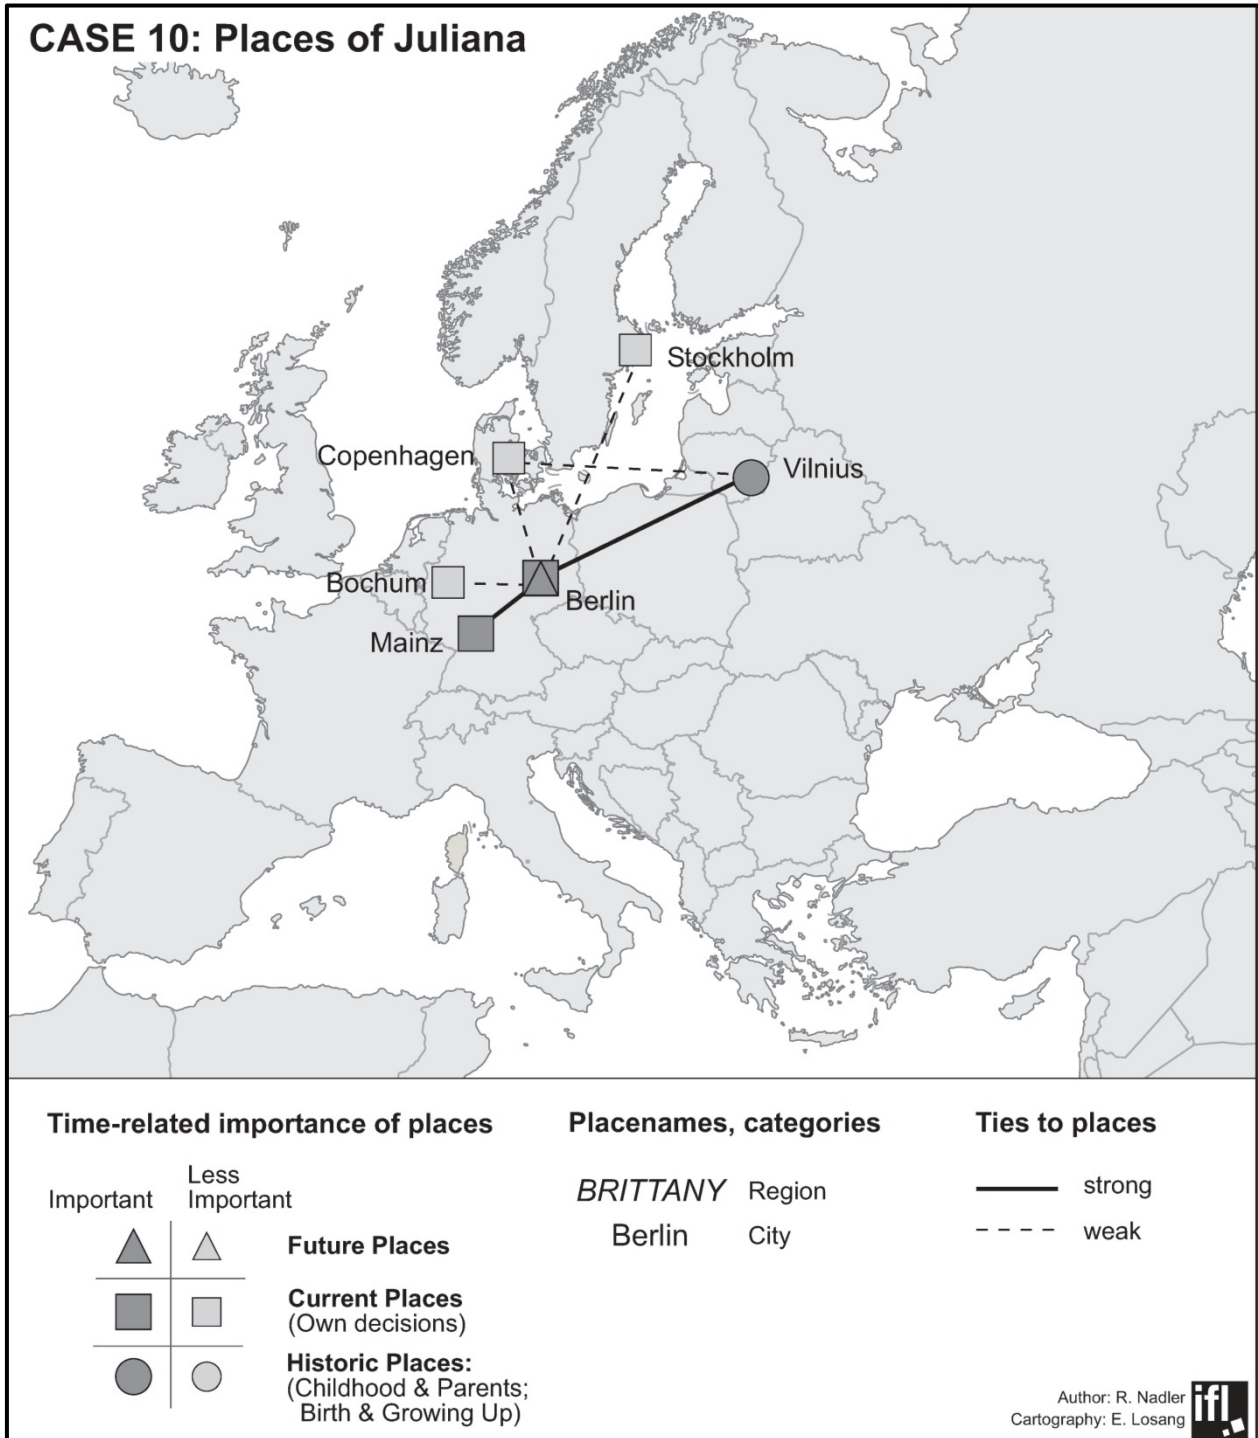 CASE 10: Places of Juliana
Stockholm
Copenhagen
Vilnius
Bochum
Berlin
Mainz
Time-related importance of places
Important
Less
Important
Future Places
Current Places
(Own decisions)
Historic Places:
(Childhood & Parents;
Birth & Growing Up)
Placenames, categories
BRITTANY Region
Berlin City
Ties to places
strong
weak
Author: R. Nadler
Cartography: E. Losang
ifl